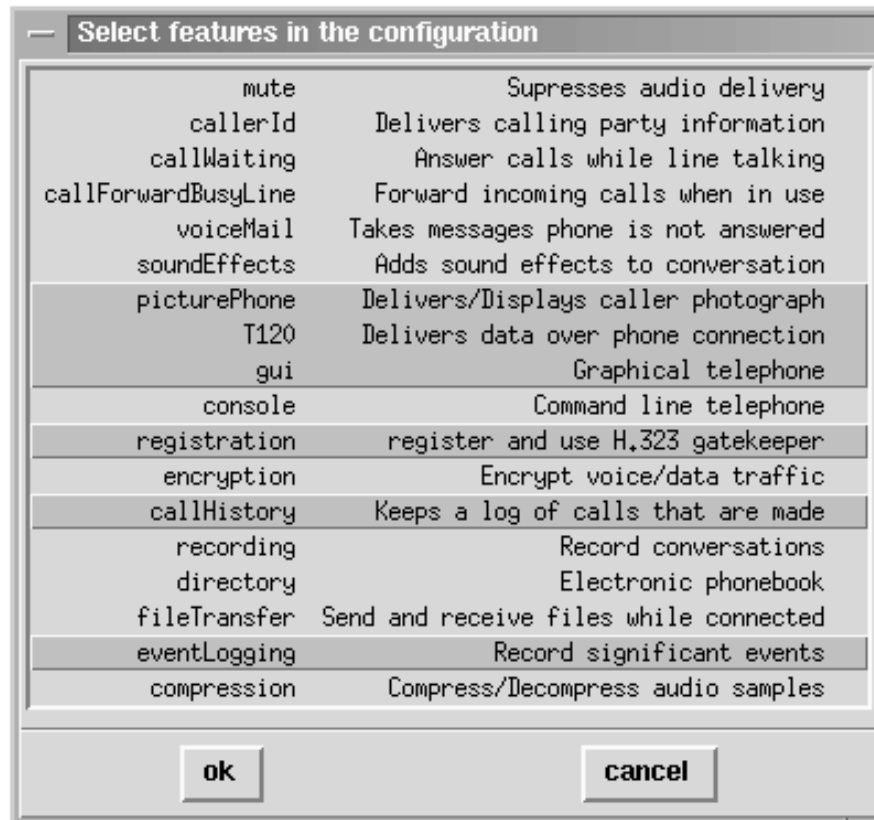 Select features in the configuration
mute Supresses audio delivery
callerId Delivers calling party information
callWaiting Answer calls while line talking
callForwardBusyLine Forward incoming calls when in use
voiceMail Takes messages phone is not answered
soundEffects Adds sound effects to conversation
picturePhone Delivers/Displays caller photograph
T120 Delivers data over phone connection
gui Graphical telephone
console Command line telephone
registration register and use H.323 gatekeeper
encryption Encrypt voice/data traffic
callHistory Keeps a log of calls that are made
recording Record conversations
directory Electronic phonebook
fileTransfer Send and receive files while connected
eventLogging Record significant events
compression Compress/Decompress audio samples
ok cancel